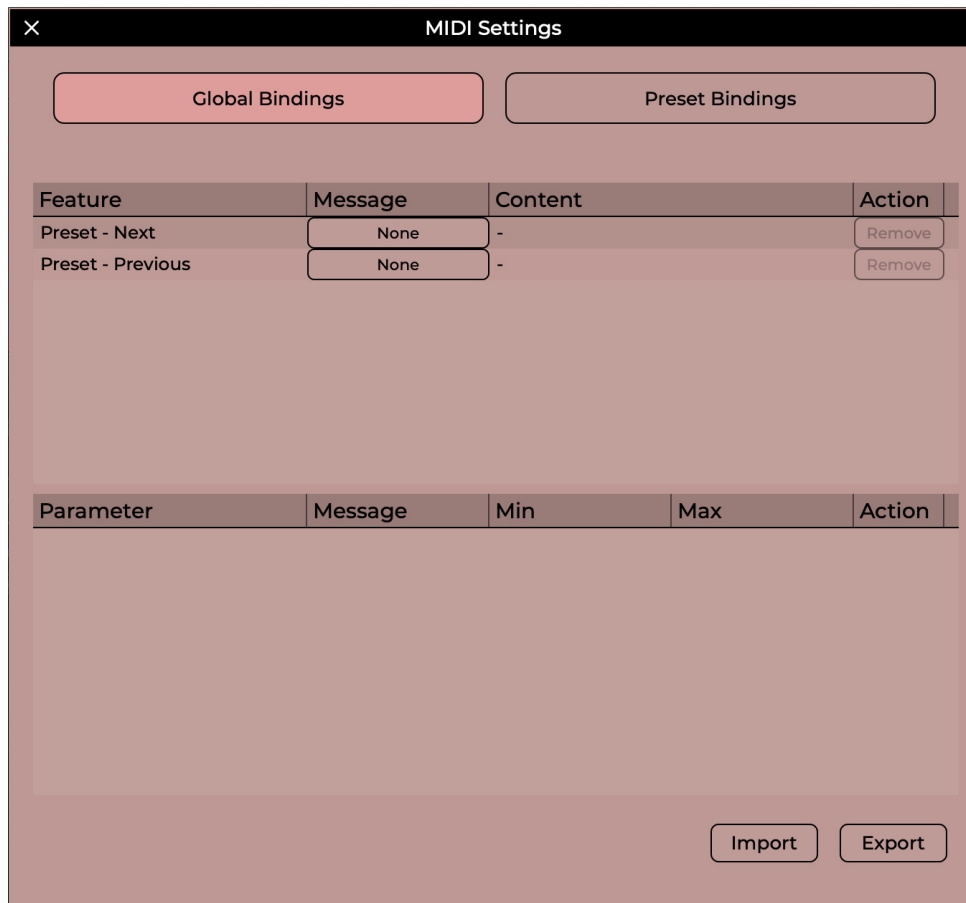 MIDI Settings
Global Bindings Preset Bindings
Feature Message Content Action
Preset - Next None - Remove
Preset - Previous None - Remove
Parameter Message Min Max Action
Import Export